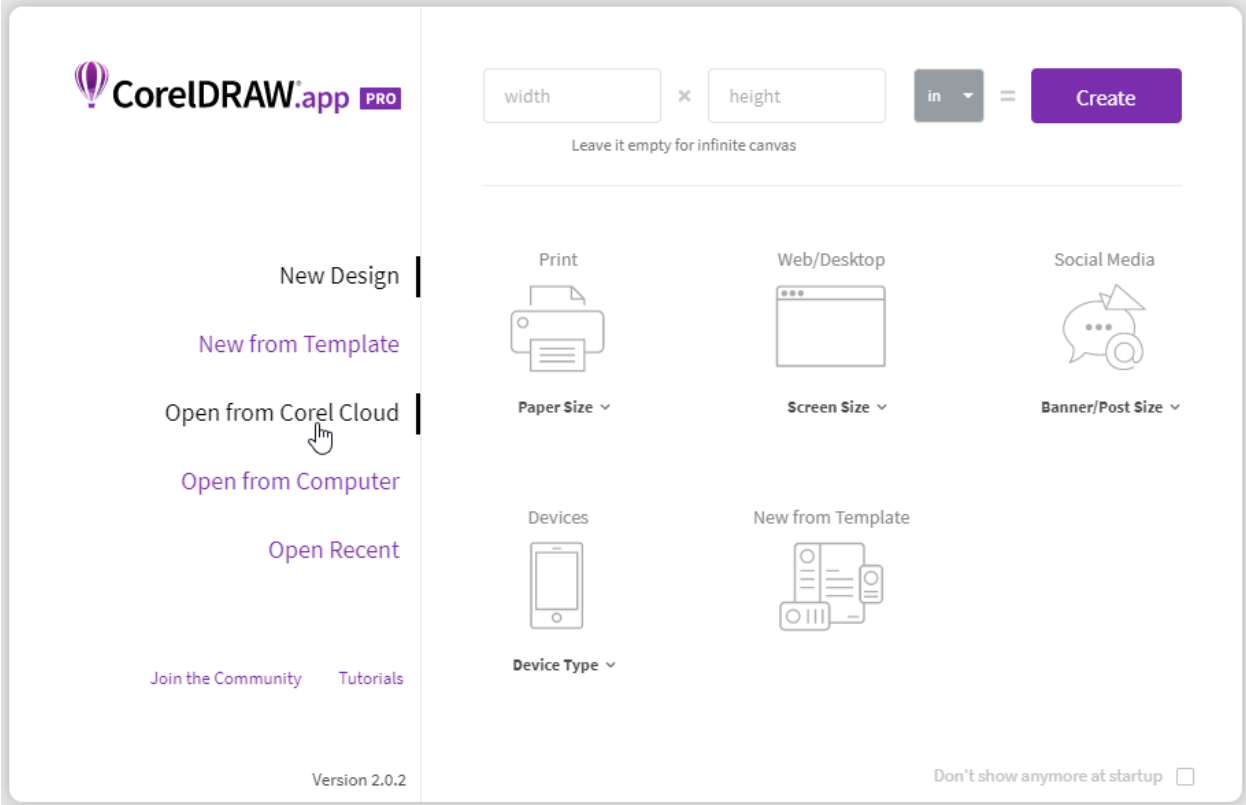 CorelDRAW®.app PRO
New Design
New from Template
Open from Corel Cloud
Open from Computer
Open Recent
Join the Community Tutorials
Version 2.0.2
width × height in = Create
Leave it empty for infinite canvas
Print Web/Desktop Social Media
Paper Size Screen Size Banner/Post Size
Devices New from Template
Device Type
Don't show anymore at startup